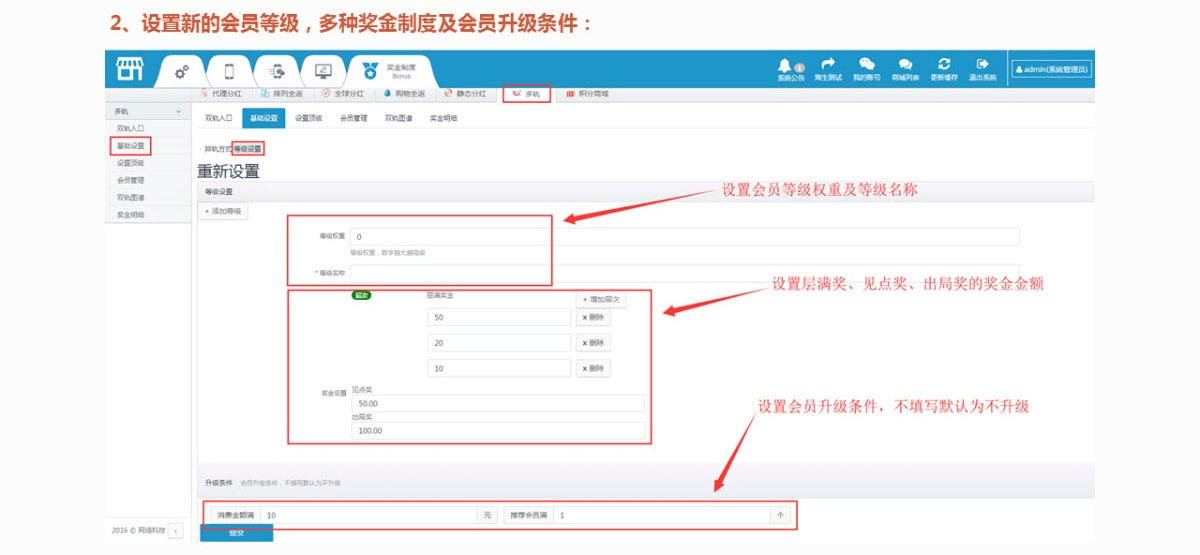 2、设置新的会员等级，多种奖金制度及会员升级条件：
奖金制度
Bonus
1
系统公告
我的账号
商城列表
更新缓存
退出系统
admin(系统管理员)
代理分红
排列全返
全球分红
购物全返
静态分红
多轨
积分商城
多轨
双轨入口
基础设置
设置顶级
会员管理
双轨图谱
奖金明细
双轨入口
基础设置
设置顶级
会员管理
双轨图谱
奖金明细
排轨方式
等级设置
重新设置
等级设置
+ 添加等级
设置会员等级权重及等级名称
等级权重
0
等级权重，数字越大越高级
* 等级名称
设置层满奖、见点奖、出局奖的奖金金额
层次
层满奖金
+ 增加层次
50
x 删除
20
x 删除
10
x 删除
奖金设置
见点奖
50.00
出局奖
100.00
设置会员升级条件，不填写默认为不升级
升级条件
会员升级条件，不填写默认为不升级
消费金额满
10
元
推荐会员满
1
个
提交
2016 © 网络科技